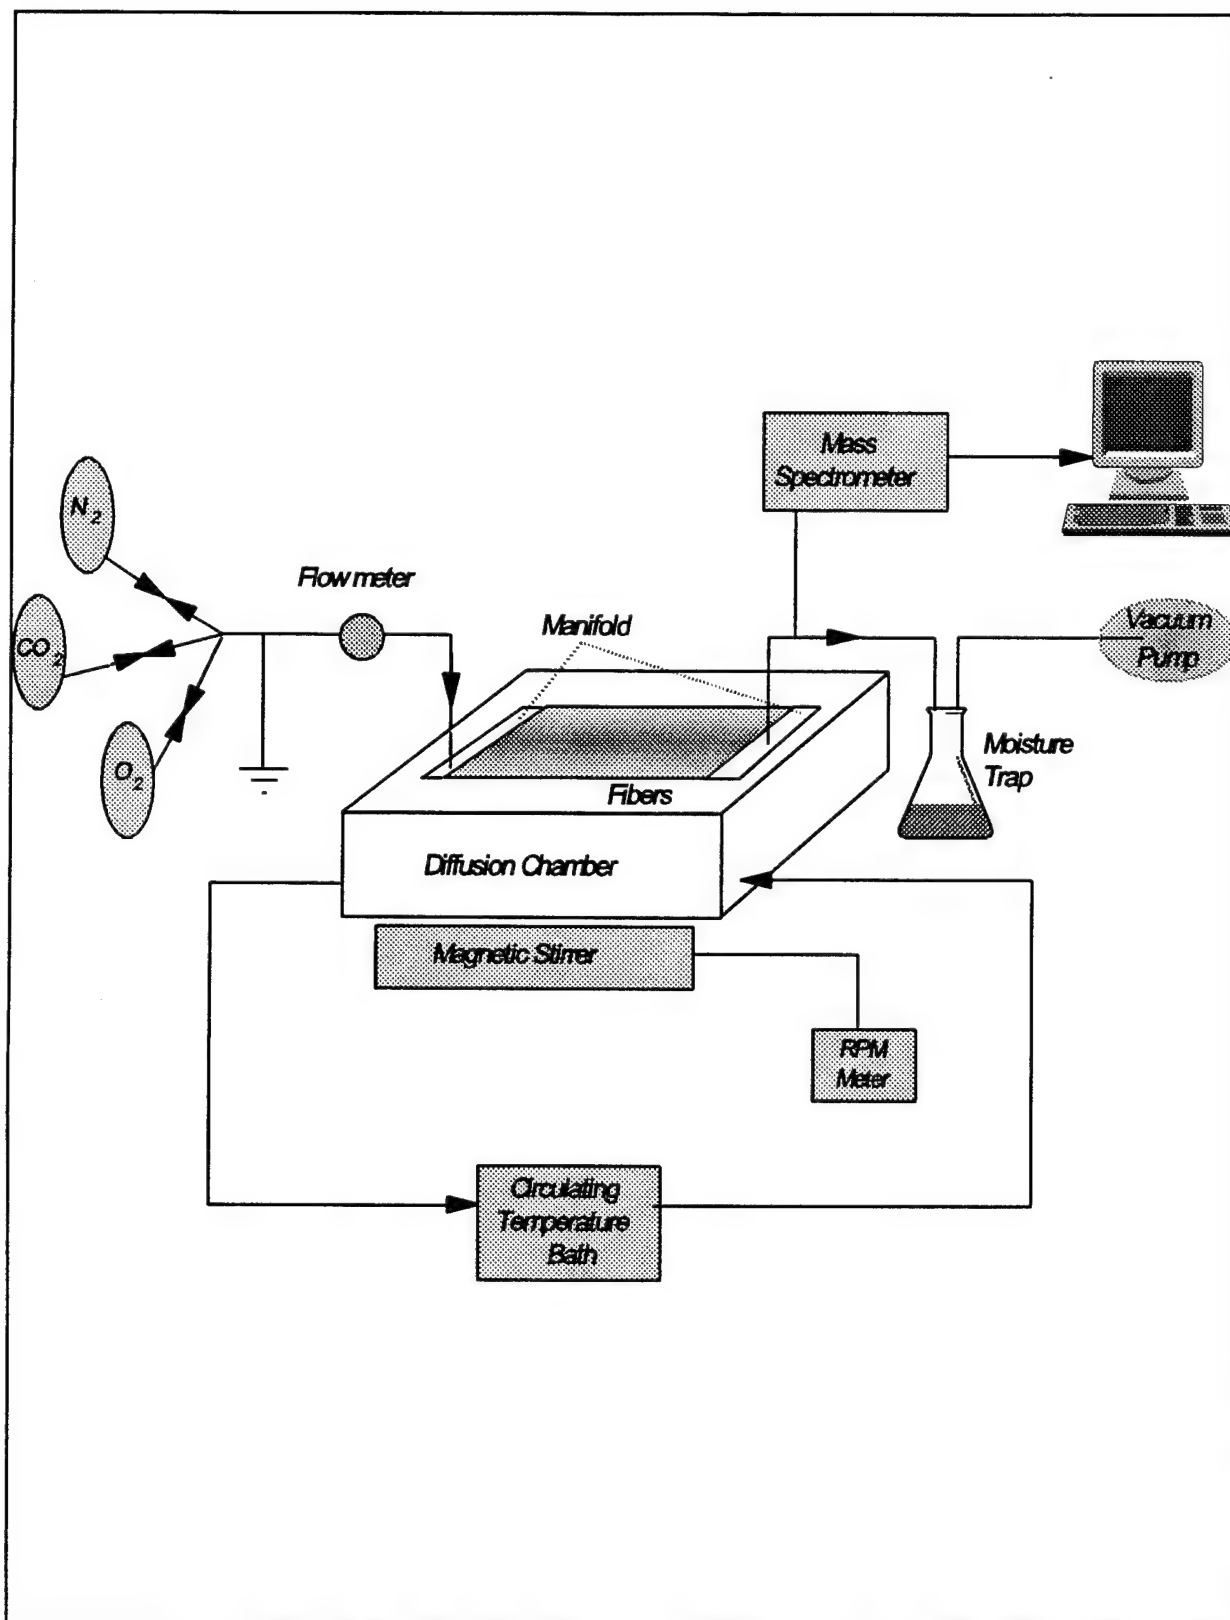 Mass
Spectrometer
N₂
Flow meter
CO₂
Manifold
Vacuum
Pump
O₂
Moisture
Trap
Fibers
Diffusion Chamber
Magnetic Stirrer
RPM
Meter
Circulating
Temperature
Bath